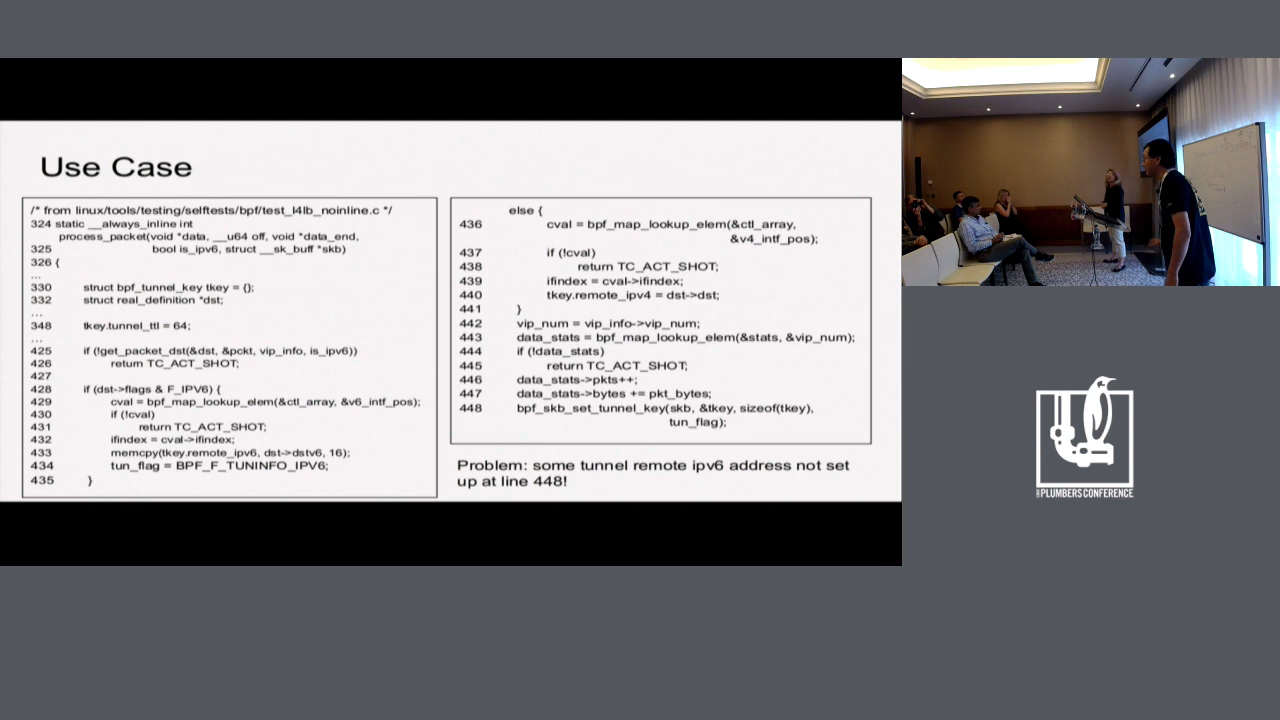 Use Case
/* from linux/tools/testing/selftests/bpf/test_l4lb_noinline.c */
324 static __always_inline int
process_packet(void *data, __u64 off, void *data_end,
325 bool is_ipv6, struct __sk_buff *skb)
326 {
...
330 struct bpf_tunnel_key tkey = {};
332 struct real_definition *dst;
...
348 tkey.tunnel_ttl = 64;
...
425 if (!get_packet_dst(&dst, &pckt, vip_info, is_ipv6))
426 return TC_ACT_SHOT;
427
428 if (dst->flags & F_IPV6) {
429 cval = bpf_map_lookup_elem(&ctl_array, &v6_intf_pos);
430 if (!cval)
431 return TC_ACT_SHOT;
432 ifindex = cval->ifindex;
433 memcpy(tkey.remote_ipv6, dst->dstv6, 16);
434 tun_flag = BPF_F_TUNINFO_IPV6;
435 }
else {
436 cval = bpf_map_lookup_elem(&ctl_array,
&v4_intf_pos);
437 if (!cval)
438 return TC_ACT_SHOT;
439 ifindex = cval->ifindex;
440 tkey.remote_ipv4 = dst->dst;
441 }
442 vip_num = vip_info->vip_num;
443 data_stats = bpf_map_lookup_elem(&stats, &vip_num);
444 if (!data_stats)
445 return TC_ACT_SHOT;
446 data_stats->pkts++;
447 data_stats->bytes += pkt_bytes;
448 bpf_skb_set_tunnel_key(skb, &tkey, sizeof(tkey),
tun_flag);
Problem: some tunnel remote ipv6 address not set
up at line 448!
PLUMBERS CONFERENCE